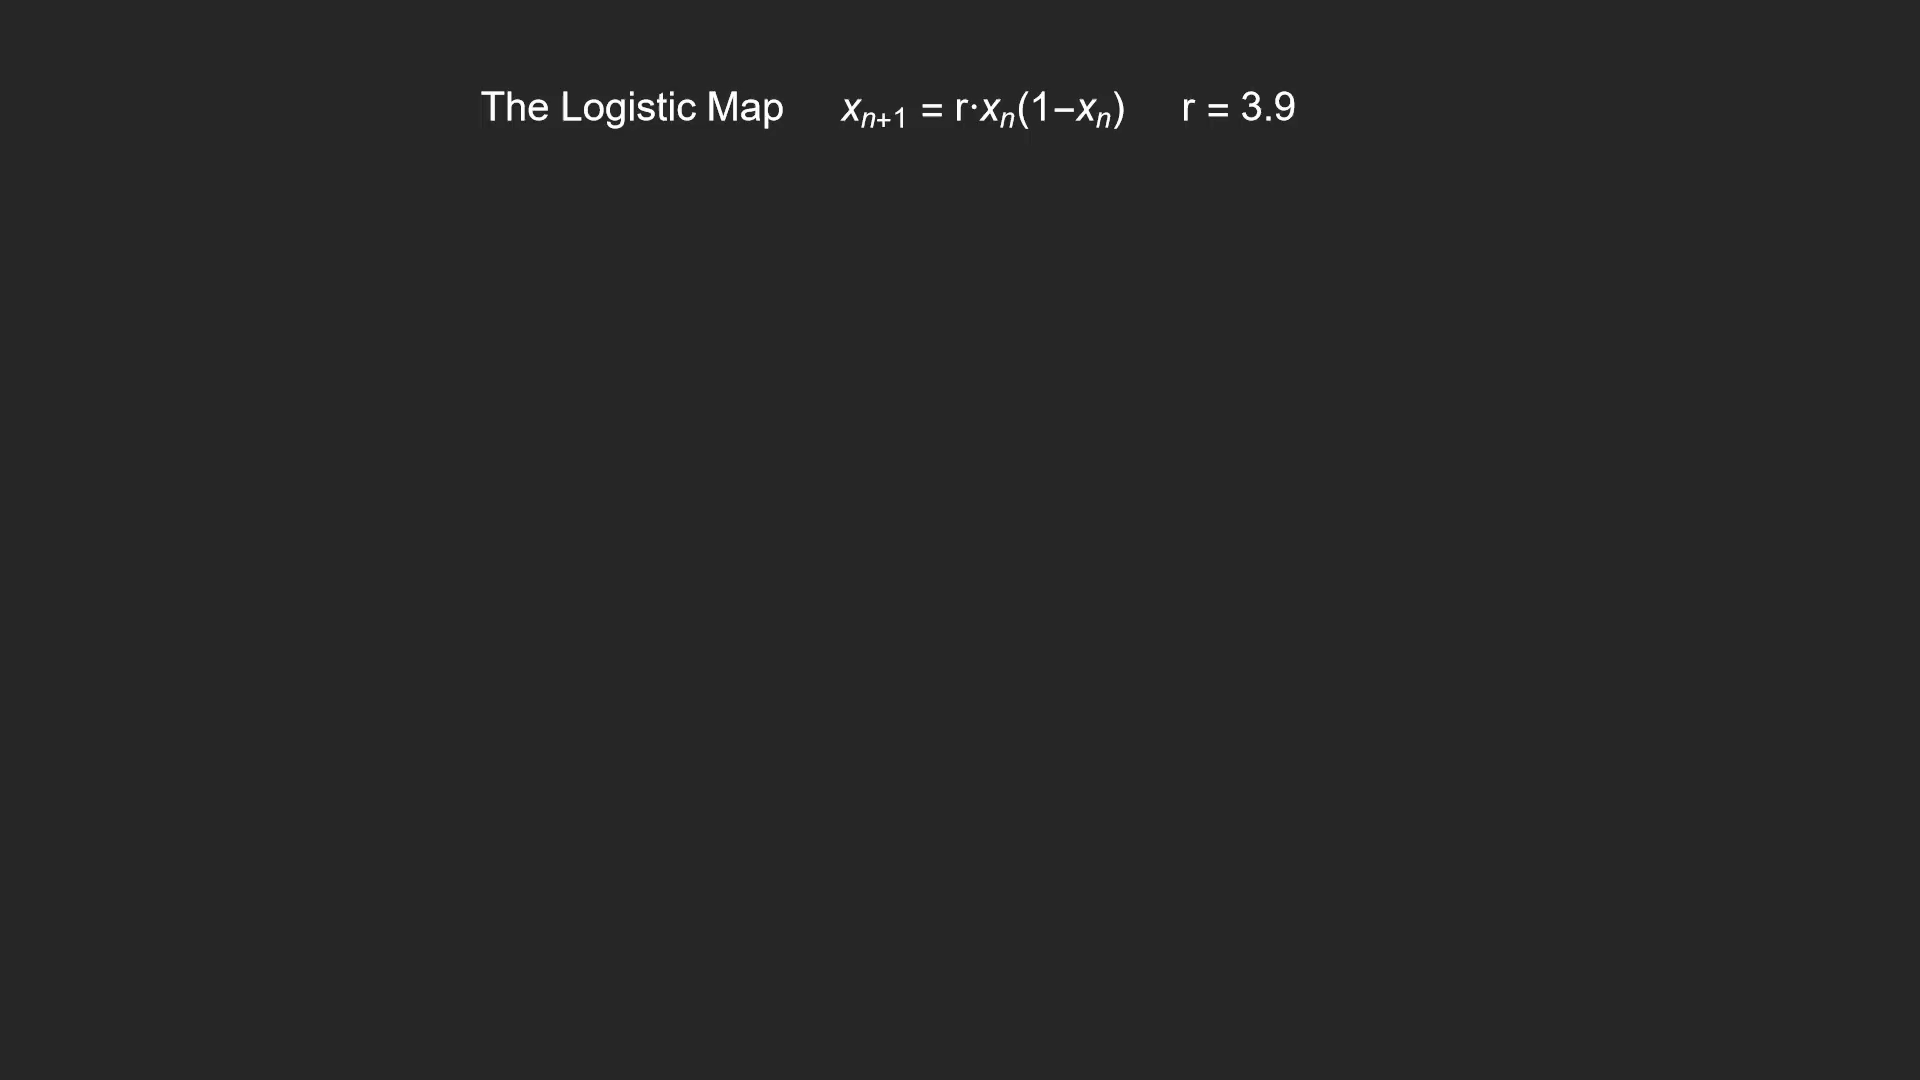 The Logistic Map xₙ₊₁ = r·xₙ(1−xₙ) r = 3.9